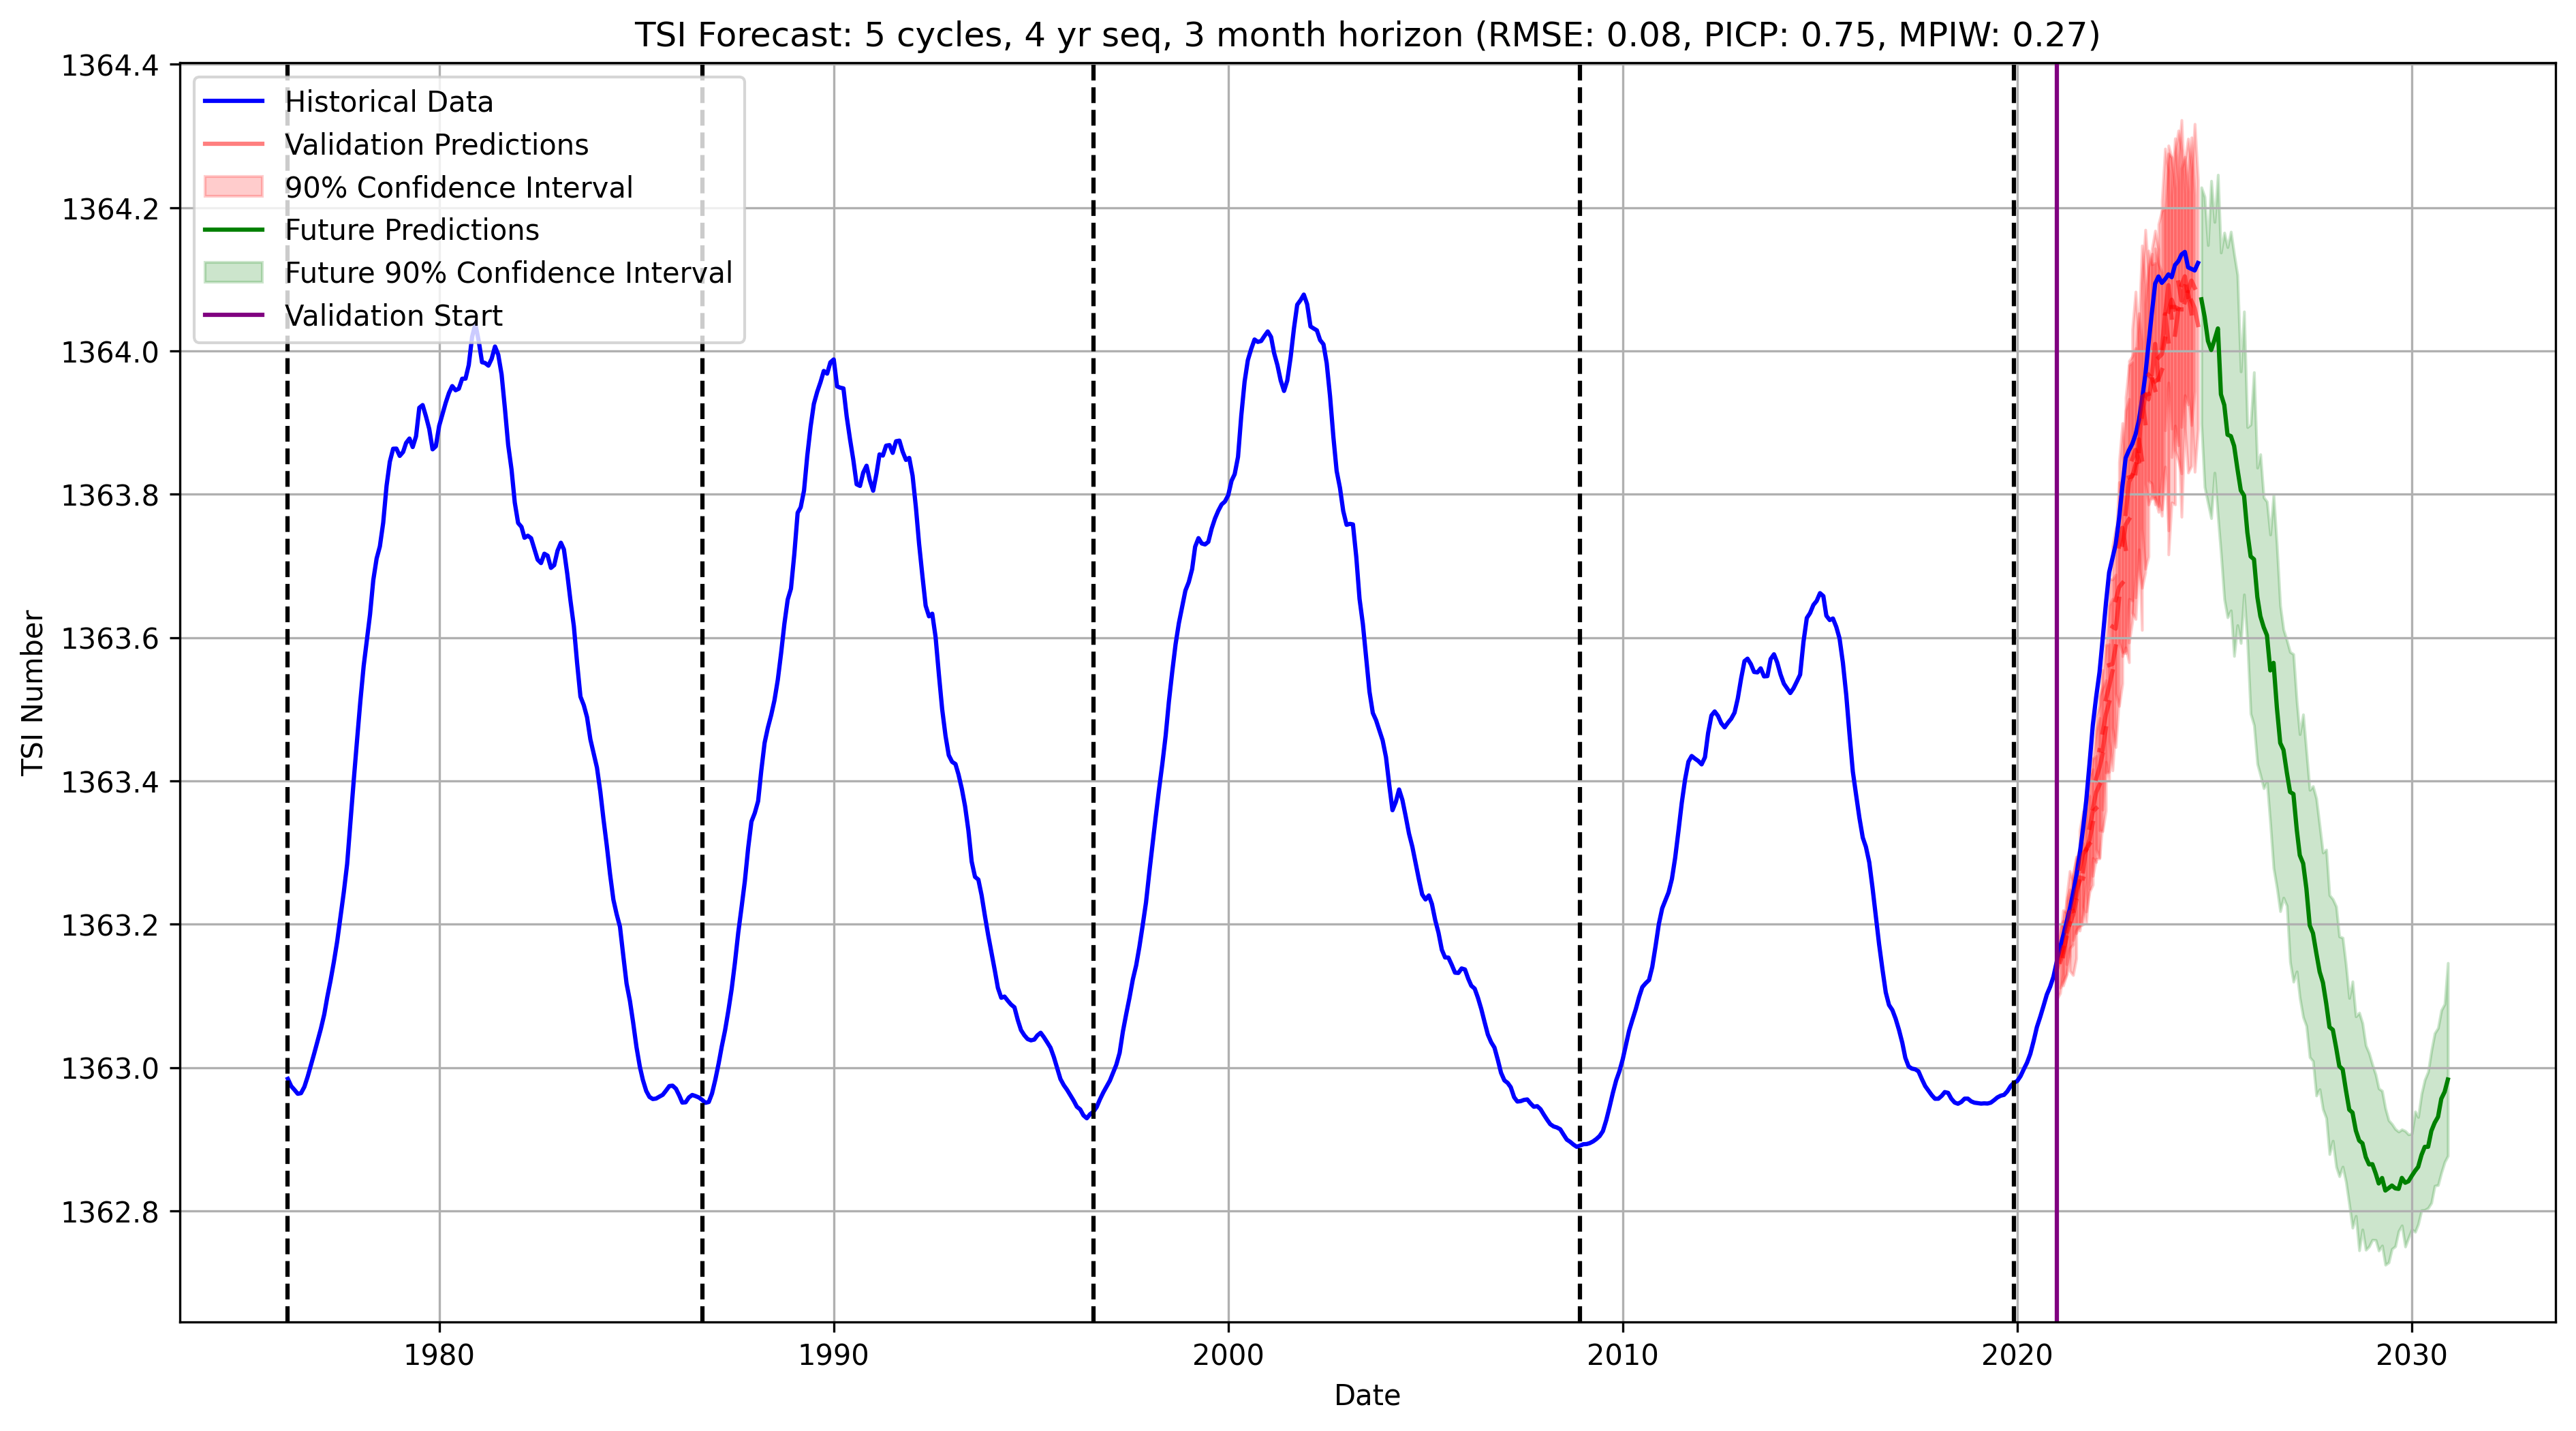 TSI Forecast: 5 cycles, 4 yr seq, 3 month horizon (RMSE: 0.08, PICP: 0.75, MPIW: 0.27)
Historical Data
Validation Predictions
90% Confidence Interval
Future Predictions
Future 90% Confidence Interval
Validation Start
TSI Number
1364.4
1364.2
1364.0
1363.8
1363.6
1363.4
1363.2
1363.0
1362.8
1980
1990
2000
2010
2020
2030
Date